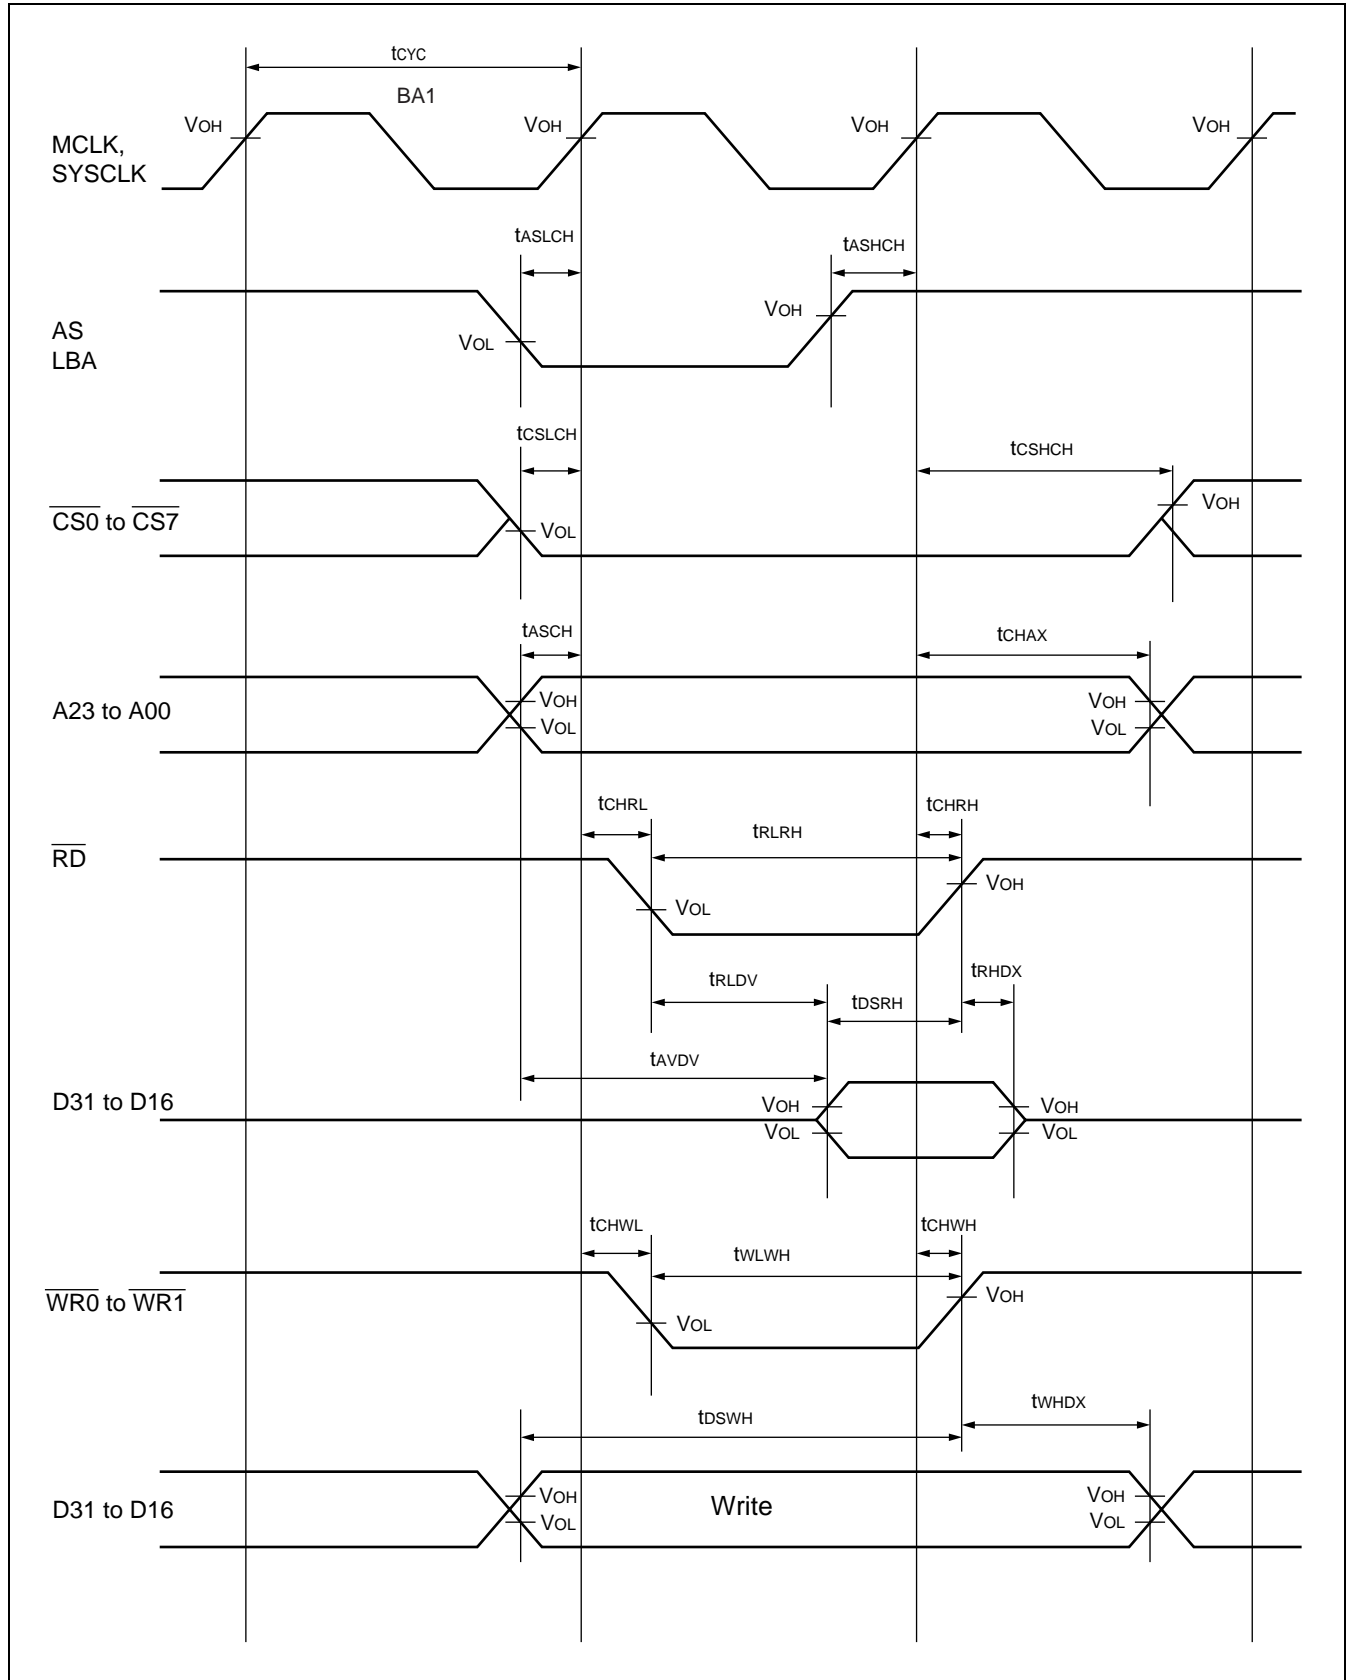 tCYC
BA1
VOH VOH VOH VOH
MCLK,
SYSCLK
tASLCH tASHCH
VOH
AS
VOL
LBA
tCSLCH tCSHCH
VOH
CS0 to CS7
VOL
tASCH tCHAX
VOH VOH
A23 to A00
VOL VOL
tCHRL tCHRH
tRLRH
RD
VOH
VOL
tRHDX
tRLDV
tDSRH
tAVDV
D31 to D16
VOH VOH
VOL VOL
tCHWL tCHWH
tWLWH
VOH
WR0 to WR1
VOL
tWHDX
tDSWH
VOH Write VOH
D31 to D16
VOL VOL